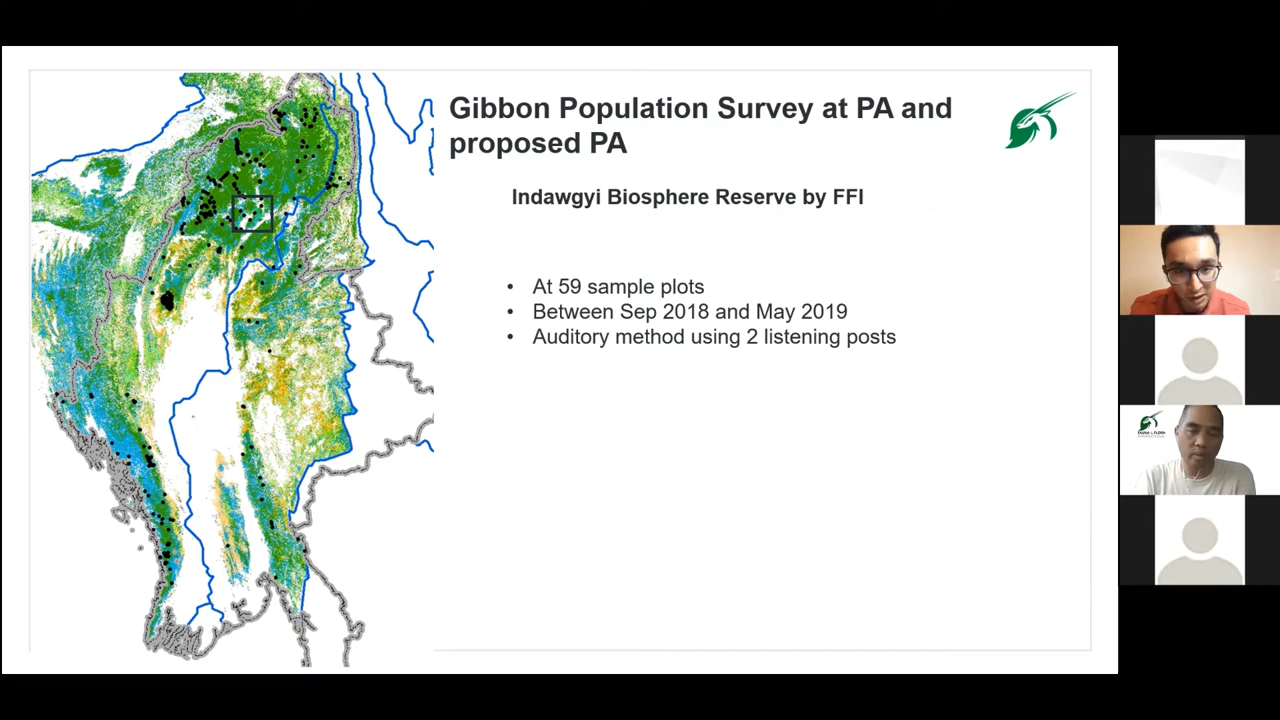 Gibbon Population Survey at PA and
proposed PA
Indawgyi Biosphere Reserve by FFI
• At 59 sample plots
• Between Sep 2018 and May 2019
• Auditory method using 2 listening posts